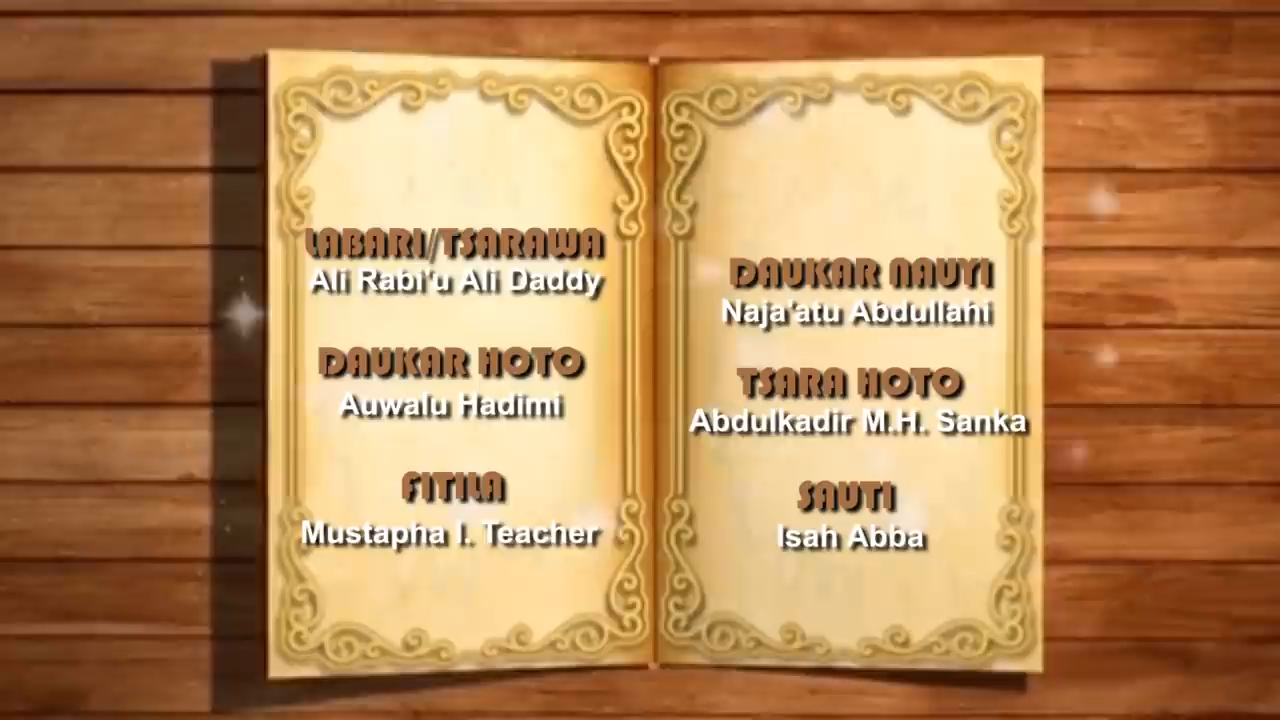 LABARI/TSARAWA
Ali Rabi'u Ali Daddy
DAUKAR HOTO
Auwalu Hadimi
FITILA
Mustapha I. Teacher
DAUKAR NAUYI
Naja'atu Abdullahi
TSARA HOTO
Abdulkadir M.H. Sanka
SAUTI
Isah Abba